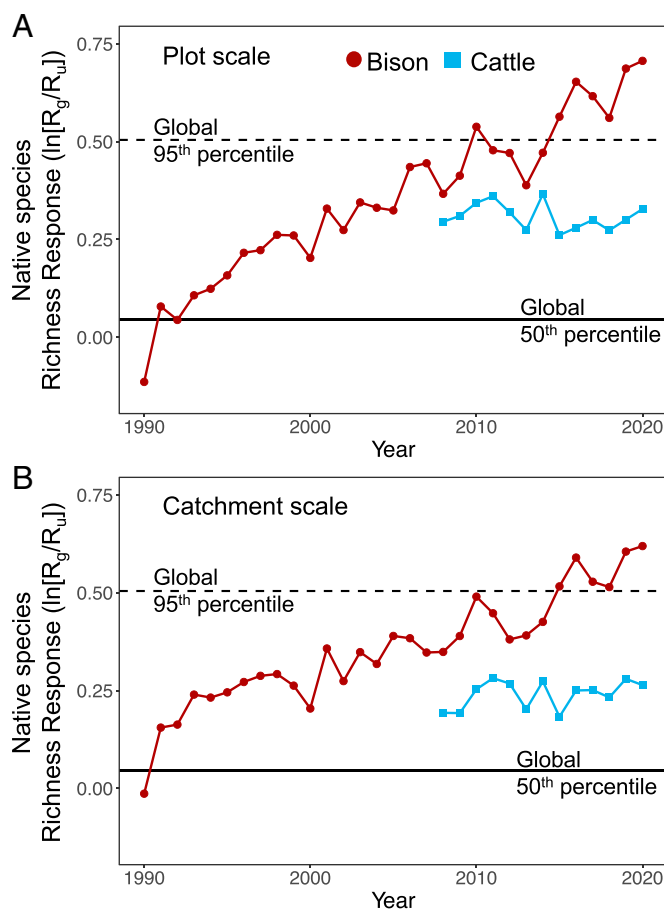 A
Plot scale
Bison
Cattle
Global
95th percentile
Global
50th percentile
0.75
0.50
0.25
0.00
Native species
Richness Response (ln[Rg/Ru])
1990
2000
2010
2020
Year
B
Catchment scale
Global
95th percentile
Global
50th percentile
0.75
0.50
0.25
0.00
Native species
Richness Response (ln[Rg/Ru])
1990
2000
2010
2020
Year